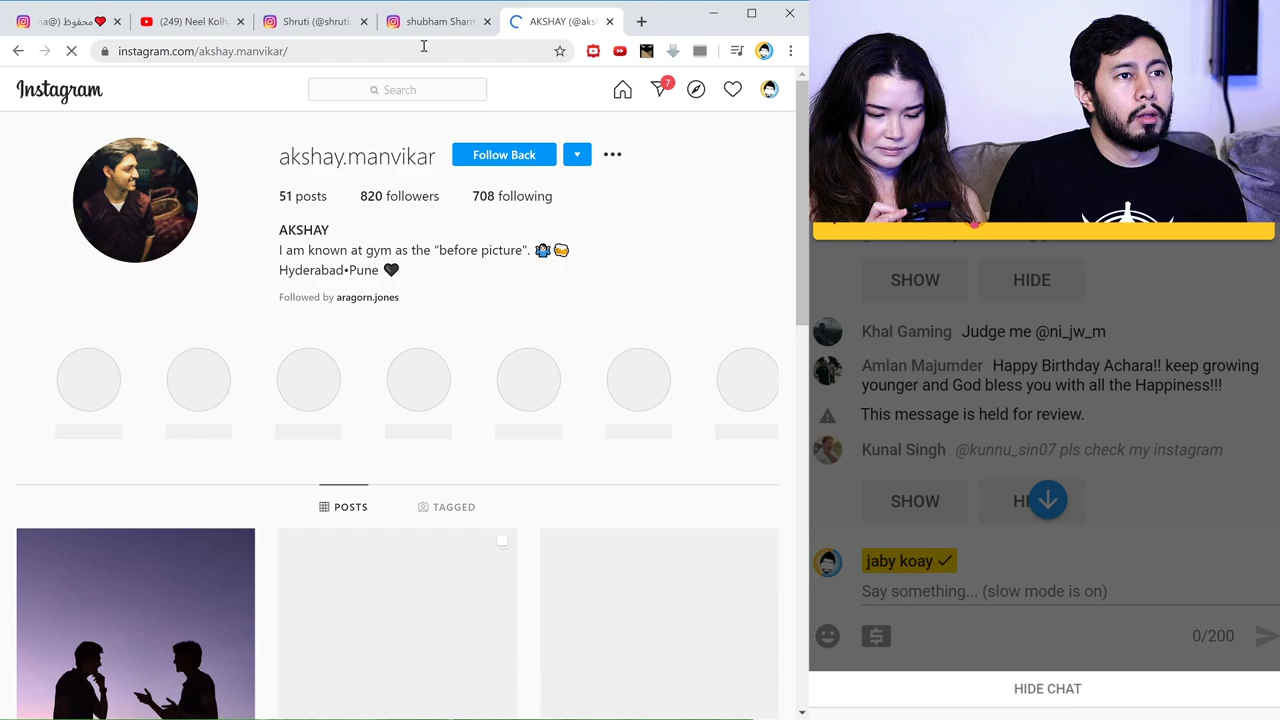 محفوظ ❤️ (@na
(249) Neel Kolh
Shruti (@shruti.
shubham Sharm
AKSHAY (@aks
instagram.com/akshay.manvikar/
Instagram
Search
7
akshay.manvikar
Follow Back
51 posts 820 followers 708 following
AKSHAY
I am known at gym as the “before picture". 🤷‍♂️🍻
Hyderabad•Pune 🖤
Followed by aragorn.jones
POSTS
TAGGED
SHOW HIDE
Khal Gaming Judge me @ni_jw_m
Amlan Majumder Happy Birthday Achara!! keep growing
younger and God bless you with all the Happiness!!!
This message is held for review.
Kunal Singh @kunnu_sin07 pls check my instagram
SHOW HI
jaby koay ✓
Say something... (slow mode is on)
0/200
HIDE CHAT